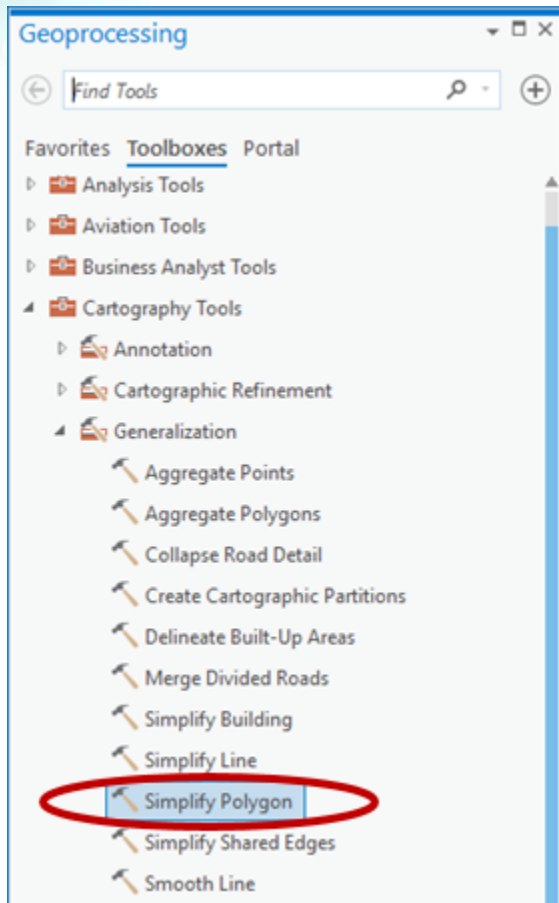 Geoprocessing
Find Tools
Favorites Toolboxes Portal
Analysis Tools
Aviation Tools
Business Analyst Tools
Cartography Tools
Annotation
Cartographic Refinement
Generalization
Aggregate Points
Aggregate Polygons
Collapse Road Detail
Create Cartographic Partitions
Delineate Built-Up Areas
Merge Divided Roads
Simplify Building
Simplify Line
Simplify Polygon
Simplify Shared Edges
Smooth Line